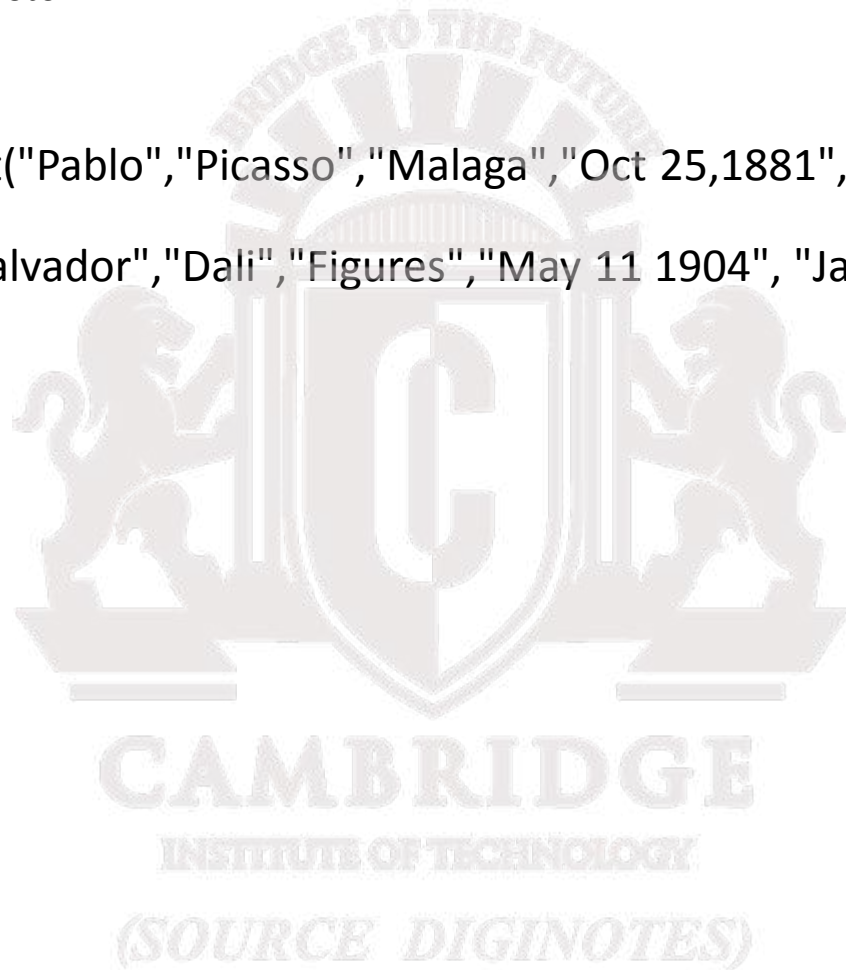 ("Pablo","Picasso","Malaga","Oct 25,1881",
alvador","Dali","Figures","May 11 1904", "Ja
BRIDGE TO THE FUTURE
C
CAMBRIDGE
INSTITUTE OF TECHNOLOGY
(SOURCE DIGINOTES)